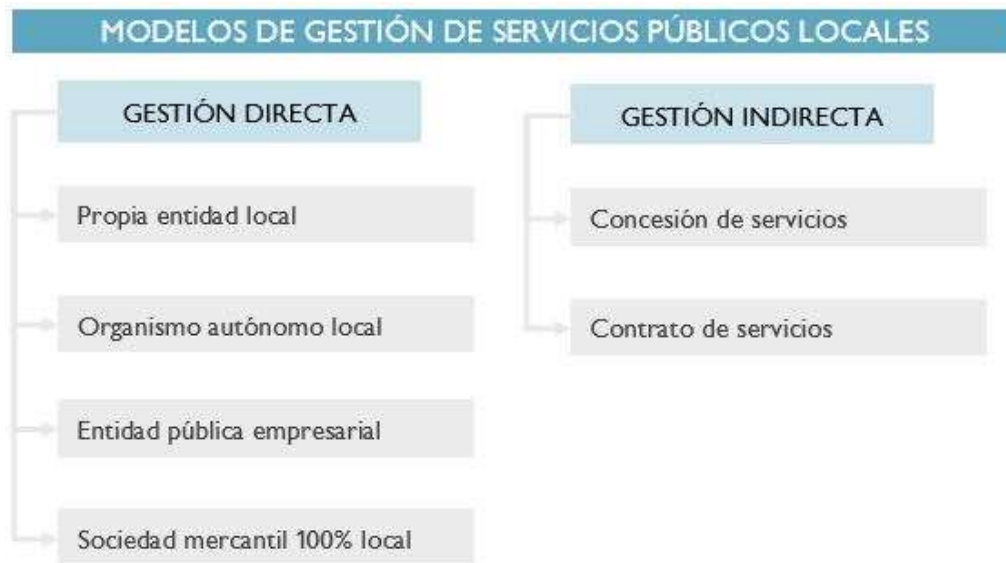 MODELOS DE GESTIÓN DE SERVICIOS PÚBLICOS LOCALES
GESTIÓN DIRECTA
Propia entidad local
Organismo autónomo local
Entidad pública empresarial
Sociedad mercantil 100% local
GESTIÓN INDIRECTA
Concesión de servicios
Contrato de servicios